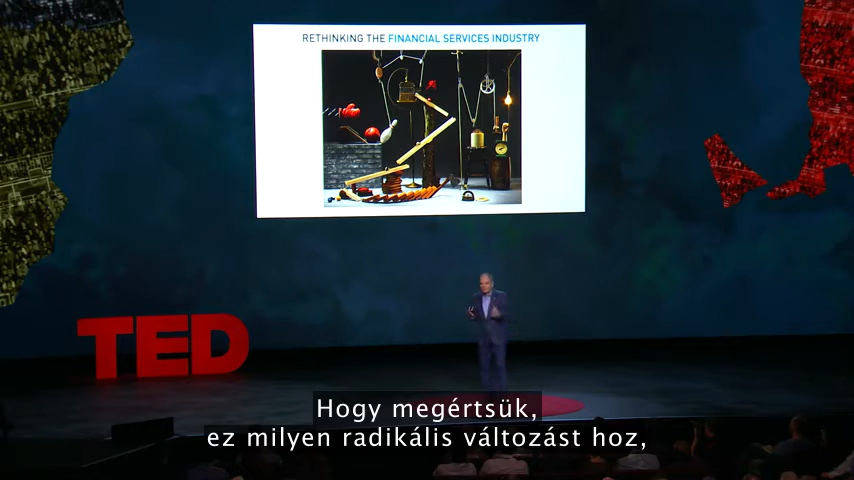 RETHINKING THE FINANCIAL SERVICES INDUSTRY
TED
Hogy megértsük,
ez milyen radikális változást hoz,